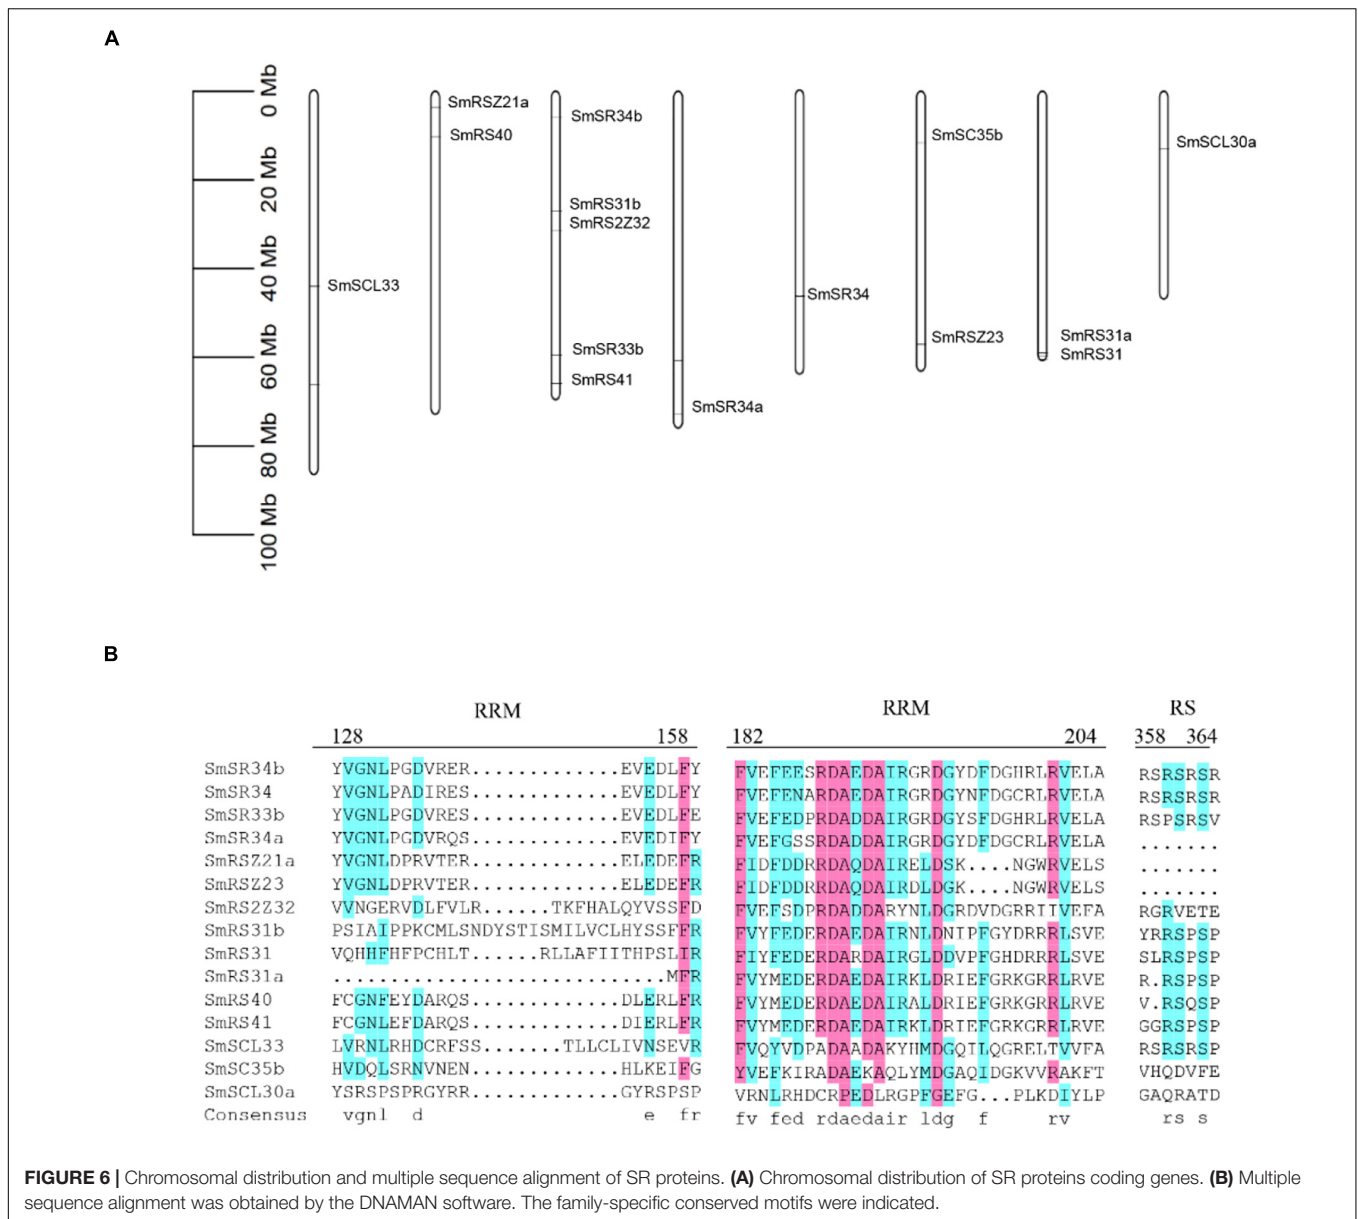 A
0 Mb
20 Mb
40 Mb
60 Mb
80 Mb
100 Mb
SmSCL33
SmRSZ21a
SmRS40
SmSR34b
SmRS31b
SmRS2Z32
SmSR33b
SmRS41
SmSR34a
SmSR34
SmSC35b
SmRSZ23
SmRS31a
SmRS31
SmSCL30a
B
RRM RRM RS
128 158 182 204 358 364
SmSR34b YVGNLPGDVRER.............EVEDLFY FVEFEESRDAEDAIRGRDGYDFDGHRLRVELA RSRSRSR
SmSR34 YVGNLPADIRES.............EVEDLFY FVEFENARDAEDAIRGRDGYNFDGCRLRVELA RSRSRSR
SmSR33b YVGNLPGDVRER.............EVEDLFE FVEFEDPRDADDAIRGRDGYSFDGHRLRVELA RSPSRSV
SmSR34a YVGNLPGDVRQS.............EVEDIFY FVEFGSSRDADDAIRGRDGYDFDGCRLRVELA .......
SmRSZ21a YVGNLDPRVTER.............ELEDEFR FIDFDDRRDAQDAIRELDSK....NGWRVELS .......
SmRSZ23 YVGNLDPRVTER.............ELEDEFR FIDFDDRRDAQDAIRDLDGK....NGWRVELS .......
SmRS2Z32 VVNGERVDLFVLR......TKFHALQYVSSFD FVEFSDPRDADDARYNLDGRDVDGRRIIVEFA RGRVETE
SmRS31b PSIAIPPKCMLSNDYSTISMILVCLHYSSFFR FVYFEDERDAEDAIRNLDNIPFGYDRRRLSVE YRRSPSP
SmRS31 VQHHFHFPCHLT......RLLAFIITHPSLIR FIYFEDERDARDAIRGLDDVPFGHDRRRLSVE SLRSPSP
SmRS31a ..............................MFR FVYMEDERDAEDAIRKLDRIEFGRKGRRLRVE R.RSPSP
SmRS40 FCGNFEYDARQS.............DLERLFR FVYMEDERDAEDAIRALDRIEFGRKGRRLRVE V.RSQSP
SmRS41 FCGNLEFDARQS.............DIERLFR FVYMEDERDAEDAIRKLDRIEFGRKGRRLRVE GGRSPSP
SmSCL33 LVRNLRHDCRFSS.......TLLCLIVNSEVR FVQYVDPADAADAKYHMDGQILQGRELTVVFA RSRSRSP
SmSC35b HVDQLSRNVNEN.............HLKEIFG YVEFKIRADAEKAQLYMDGAQIDGKVVRAKFT VHQDVFE
SmSCL30a YSRSPSPRGYRR.............GYRSPSP VRNLRHDCRPEDLRGPFGEFG...PLKDIYLP GAQRATD
Consensus vgnl d e fr fv fed rdaedair ldg f rv rs s
FIGURE 6 | Chromosomal distribution and multiple sequence alignment of SR proteins. (A) Chromosomal distribution of SR proteins coding genes. (B) Multiple
sequence alignment was obtained by the DNAMAN software. The family-specific conserved motifs were indicated.